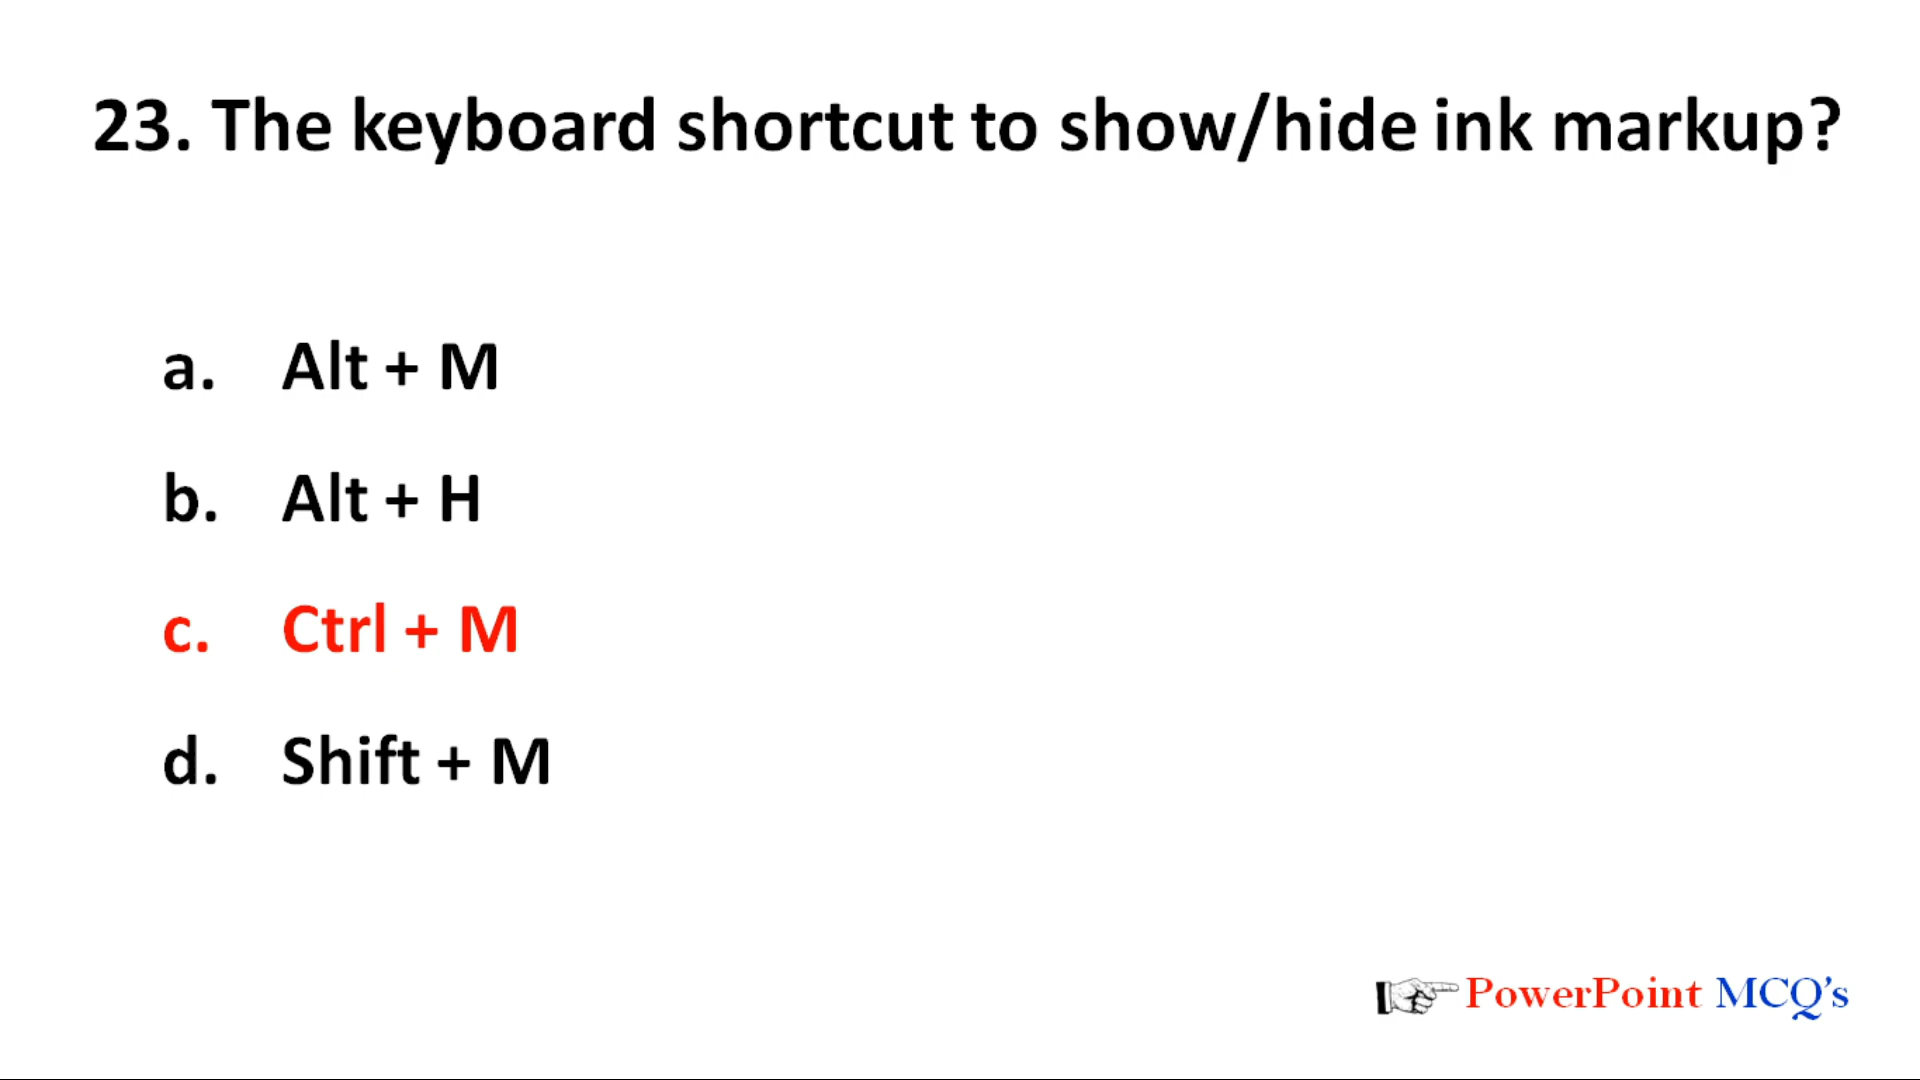 23. The keyboard shortcut to show/hide ink markup?
a. Alt + M
b. Alt + H
c. Ctrl + M
d. Shift + M
PowerPoint MCQ's